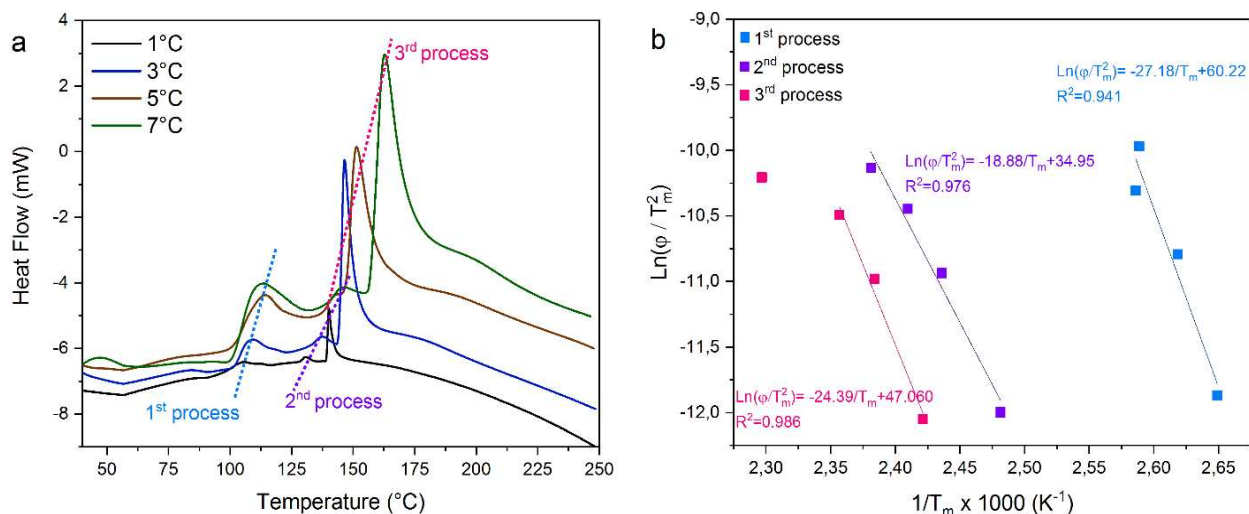 a
1°C
3°C
5°C
7°C
3rd process
1st process
2nd process
4
2
0
-2
-4
-6
-8
Heat Flow (mW)
50
75
100
125
150
175
200
225
250
Temperature (°C)
b
1st process
2nd process
3rd process
Ln(φ/T²m)= -27.18/Tm+60.22
R²=0.941
Ln(φ/T²m)= -18.88/Tm+34.95
R²=0.976
Ln(φ/T²m)= -24.39/Tm+47.060
R²=0.986
-9,0
-9,5
-10,0
-10,5
-11,0
-11,5
-12,0
Ln(φ / T²m)
2,30
2,35
2,40
2,45
2,50
2,55
2,60
2,65
1/Tm x 1000 (K⁻¹)